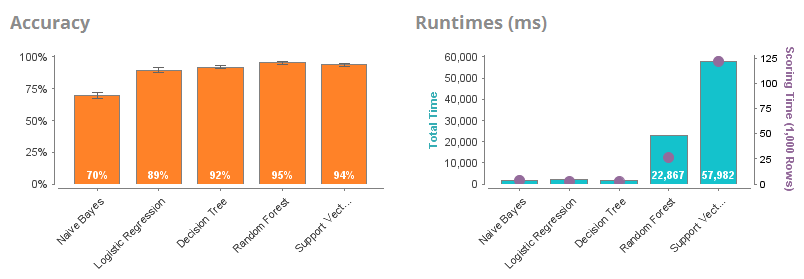 Accuracy
100%
75%
50%
25%
0%
70%
89%
92%
95%
94%
Naive Bayes
Logistic Regression
Decision Tree
Random Forest
Support Vect...
Runtimes (ms)
Total Time
60,000
50,000
40,000
30,000
20,000
10,000
0
22,867
57,982
125
100
75
50
25
0
Scoring Time (1,000 Rows)
Naive Bayes
Logistic Regression
Decision Tree
Random Forest
Support Vect...